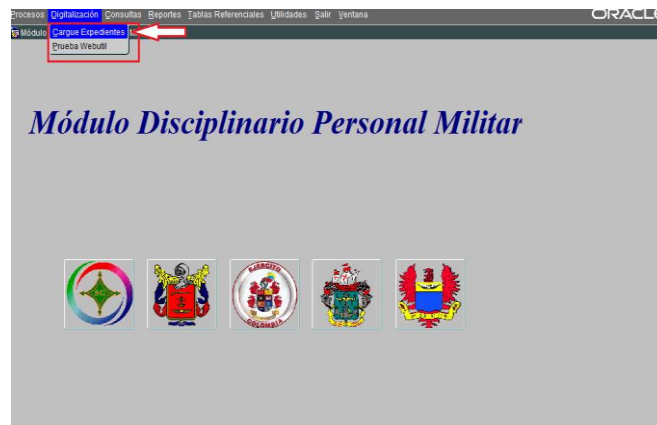 Procesos Digitalización Consultas Reportes Tablas Referenciales Utilidades Salir Ventana
ORACLE
Módulo
Cargue Expedientes
Prueba Webutil
Módulo Disciplinario Personal Militar
EJERCITO
COLOMBIA